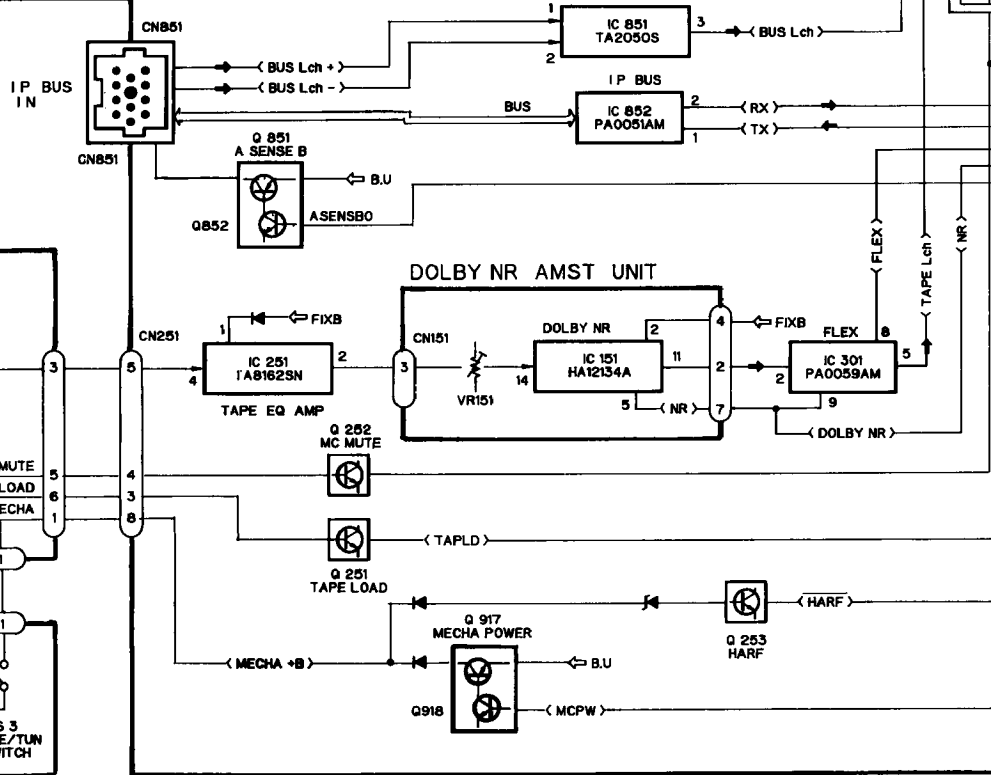 CN851
1
IC 851
TA2050S
3
BUS Lch
2
BUS Lch +
BUS Lch -
IP BUS
IN
IP BUS
BUS
IC 852
PA0051AM
2
RX
1
TX
CN851
Q 851
A SENSE B
B.U
Q852
ASENSBO
FLEX
TAPE Lch
NR
DOLBY NR AMST UNIT
CN251
1
FIXB
CN151
DOLBY NR
2
4
FIXB
FLEX
8
3
5
4
IC 251
TA8162SN
2
3
VR151
14
IC 151
HA12134A
11
2
2
IC 301
PA0059AM
5
TAPE EQ AMP
5
NR
7
9
DOLBY NR
Q 252
MC MUTE
MUTE
5
4
LOAD
6
3
ECHA
1
8
TAPLD
Q 251
TAPE LOAD
1
1
HARF
Q 253
HARF
Q 917
MECHA POWER
MECHA +B
B.U
Q918
MCPW
S 3
E/TUN
ITCH